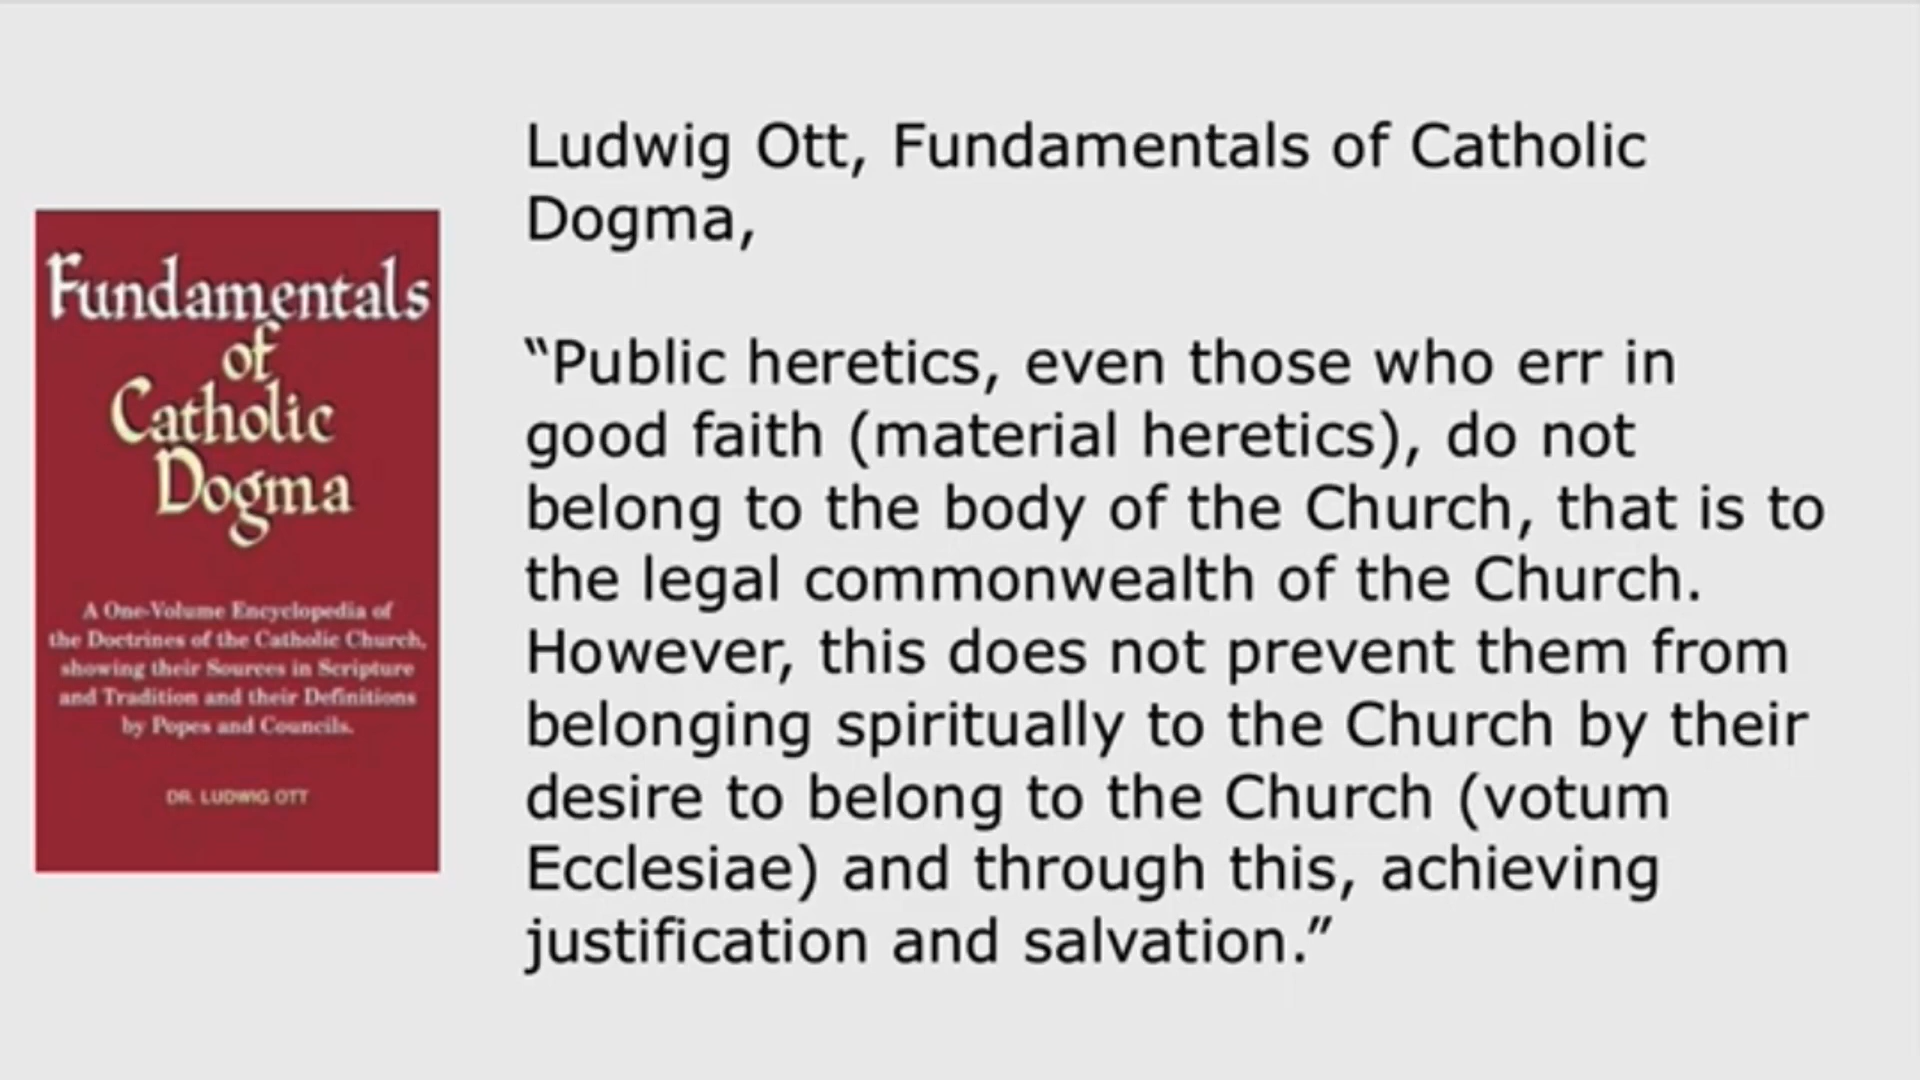 Fundamentals
of
Catholic
Dogma
A One-Volume Encyclopedia of
the Doctrines of the Catholic Church,
showing their Sources in Scripture
and Tradition and their Definitions
by Popes and Councils.
DR. LUDWIG OTT
Ludwig Ott, Fundamentals of Catholic
Dogma,
“Public heretics, even those who err in
good faith (material heretics), do not
belong to the body of the Church, that is to
the legal commonwealth of the Church.
However, this does not prevent them from
belonging spiritually to the Church by their
desire to belong to the Church (votum
Ecclesiae) and through this, achieving
justification and salvation.”